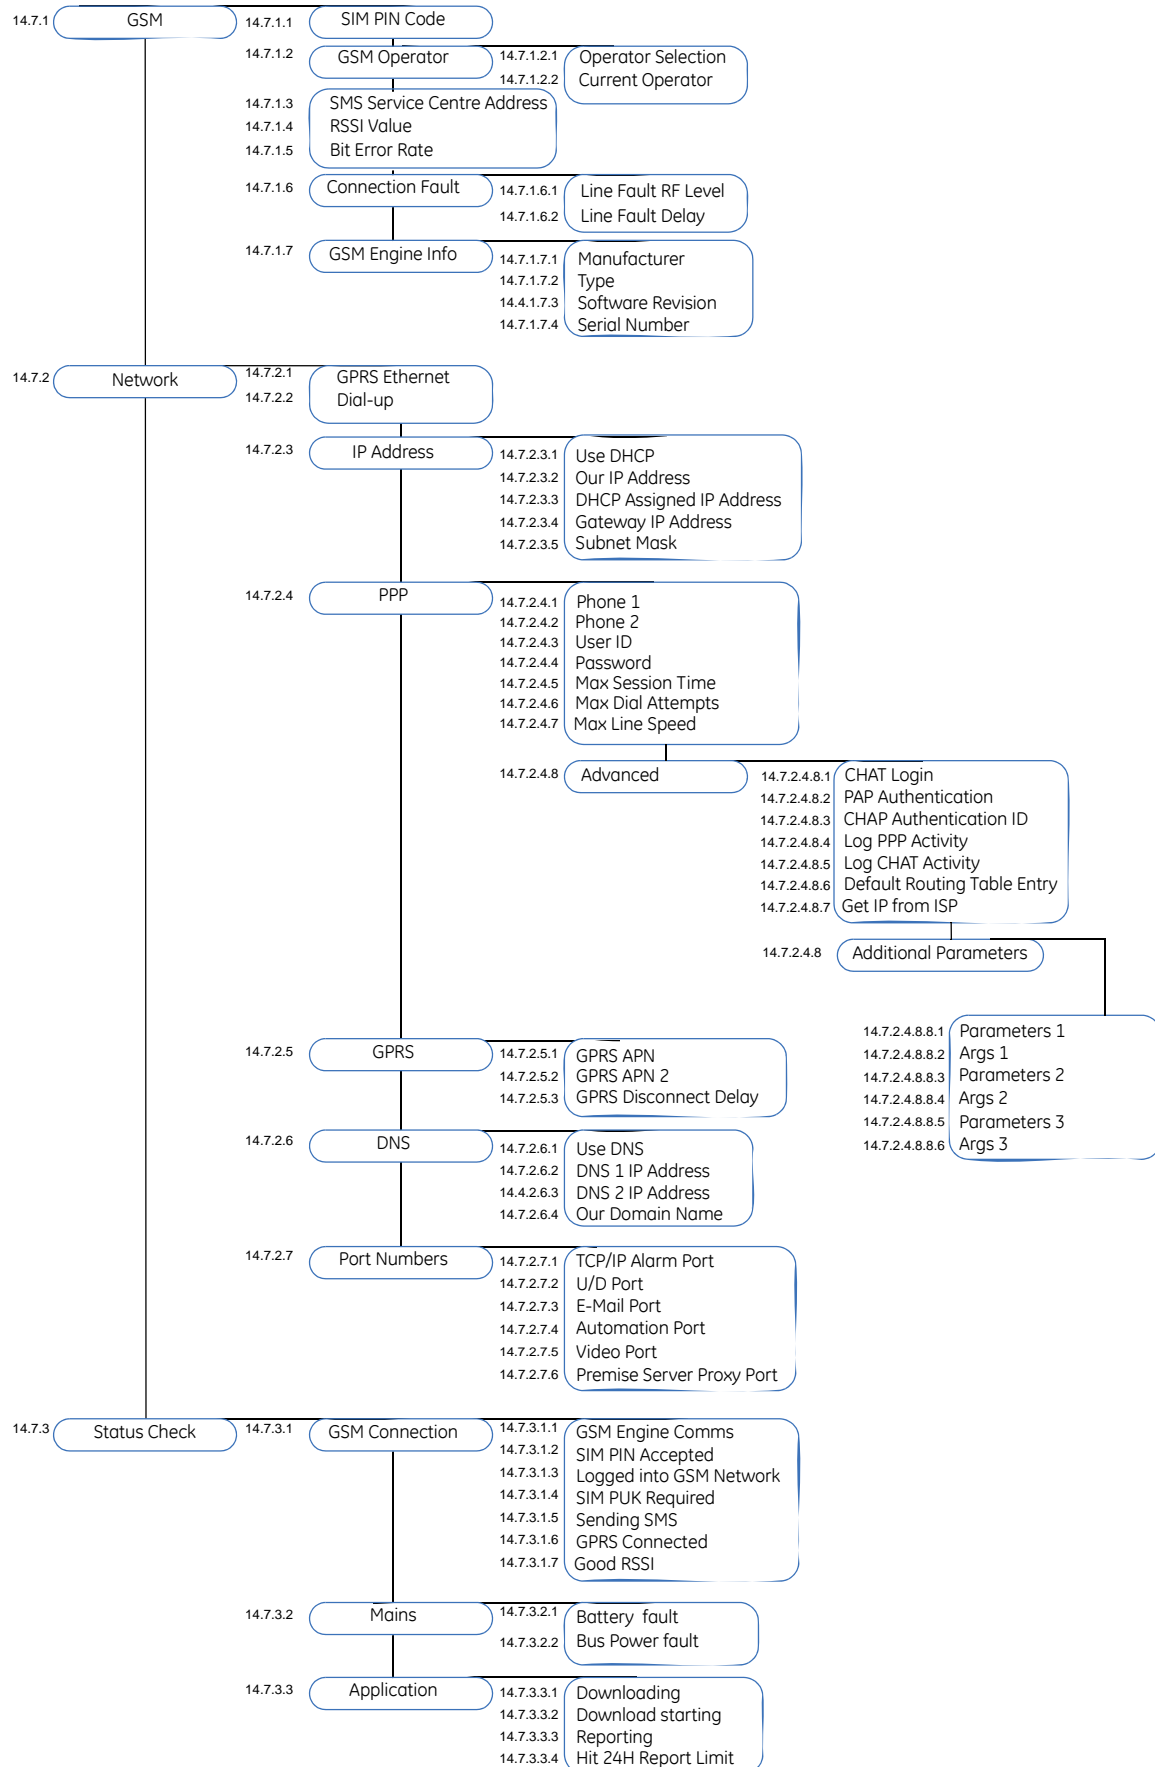 14.7.1 GSM 14.7.1.1 SIM PIN Code
14.7.1.2 GSM Operator 14.7.1.2.1 Operator Selection
14.7.1.2.2 Current Operator
14.7.1.3 SMS Service Centre Address
14.7.1.4 RSSI Value
14.7.1.5 Bit Error Rate
14.7.1.6 Connection Fault 14.7.1.6.1 Line Fault RF Level
14.7.1.6.2 Line Fault Delay
14.7.1.7 GSM Engine Info 14.7.1.7.1 Manufacturer
14.7.1.7.2 Type
14.4.1.7.3 Software Revision
14.7.1.7.4 Serial Number
14.7.2 Network 14.7.2.1 GPRS Ethernet
14.7.2.2 Dial-up
14.7.2.3 IP Address 14.7.2.3.1 Use DHCP
14.7.2.3.2 Our IP Address
14.7.2.3.3 DHCP Assigned IP Address
14.7.2.3.4 Gateway IP Address
14.7.2.3.5 Subnet Mask
14.7.2.4 PPP 14.7.2.4.1 Phone 1
14.7.2.4.2 Phone 2
14.7.2.4.3 User ID
14.7.2.4.4 Password
14.7.2.4.5 Max Session Time
14.7.2.4.6 Max Dial Attempts
14.7.2.4.7 Max Line Speed
14.7.2.4.8 Advanced 14.7.2.4.8.1 CHAT Login
14.7.2.4.8.2 PAP Authentication
14.7.2.4.8.3 CHAP Authentication ID
14.7.2.4.8.4 Log PPP Activity
14.7.2.4.8.5 Log CHAT Activity
14.7.2.4.8.6 Default Routing Table Entry
14.7.2.4.8.7 Get IP from ISP
14.7.2.4.8 Additional Parameters
14.7.2.4.8.8.1 Parameters 1
14.7.2.4.8.8.2 Args 1
14.7.2.4.8.8.3 Parameters 2
14.7.2.4.8.8.4 Args 2
14.7.2.4.8.8.5 Parameters 3
14.7.2.4.8.8.6 Args 3
14.7.2.5 GPRS 14.7.2.5.1 GPRS APN
14.7.2.5.2 GPRS APN 2
14.7.2.5.3 GPRS Disconnect Delay
14.7.2.6 DNS 14.7.2.6.1 Use DNS
14.7.2.6.2 DNS 1 IP Address
14.4.2.6.3 DNS 2 IP Address
14.7.2.6.4 Our Domain Name
14.7.2.7 Port Numbers 14.7.2.7.1 TCP/IP Alarm Port
14.7.2.7.2 U/D Port
14.7.2.7.3 E-Mail Port
14.7.2.7.4 Automation Port
14.7.2.7.5 Video Port
14.7.2.7.6 Premise Server Proxy Port
14.7.3 Status Check 14.7.3.1 GSM Connection 14.7.3.1.1 GSM Engine Comms
14.7.3.1.2 SIM PIN Accepted
14.7.3.1.3 Logged into GSM Network
14.7.3.1.4 SIM PUK Required
14.7.3.1.5 Sending SMS
14.7.3.1.6 GPRS Connected
14.7.3.1.7 Good RSSI
14.7.3.2 Mains 14.7.3.2.1 Battery fault
14.7.3.2.2 Bus Power fault
14.7.3.3 Application 14.7.3.3.1 Downloading
14.7.3.3.2 Download starting
14.7.3.3.3 Reporting
14.7.3.3.4 Hit 24H Report Limit